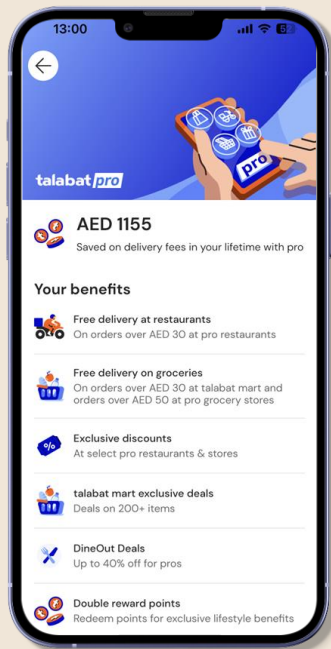 13:00
talabat pro
pro
AED 1155
Saved on delivery fees in your lifetime with pro
Your benefits
Free delivery at restaurants
On orders over AED 30 at pro restaurants
Free delivery on groceries
On orders over AED 30 at talabat mart and
orders over AED 50 at pro grocery stores
%
Exclusive discounts
At select pro restaurants & stores
talabat mart exclusive deals
Deals on 200+ items
DineOut Deals
Up to 40% off for pros
Double reward points
Redeem points for exclusive lifestyle benefits